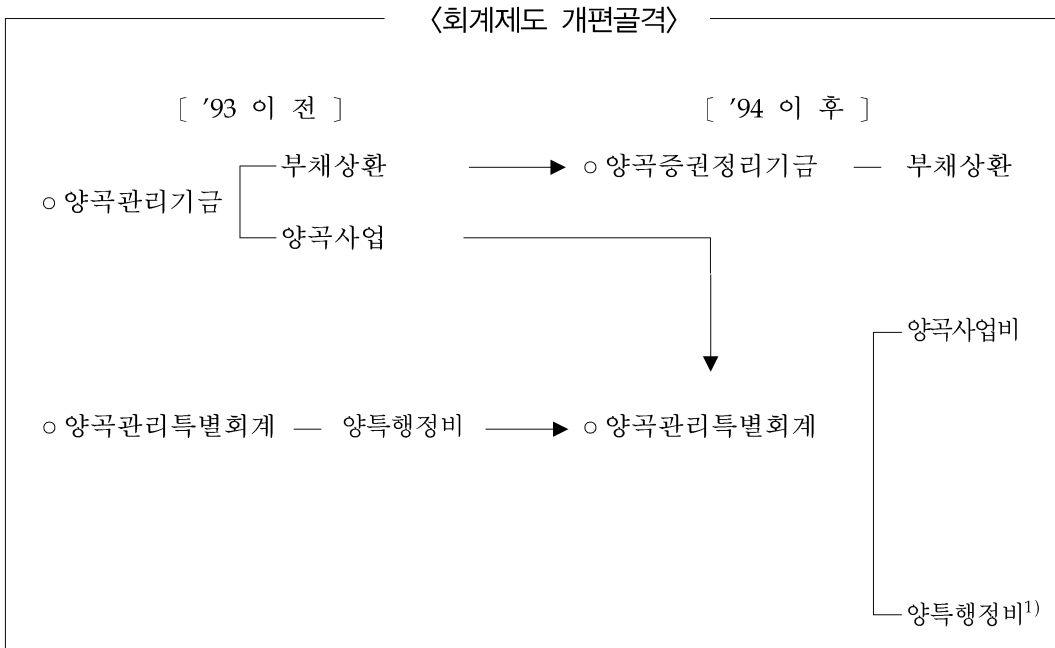 〈회계제도 개편골격〉
[ '93 이 전 ] [ '94 이 후 ]
부채상환 ○ 양곡증권정리기금 — 부채상환
○ 양곡관리기금
양곡사업
양곡사업비
○ 양곡관리특별회계 — 양특행정비 ○ 양곡관리특별회계
양특행정비1)